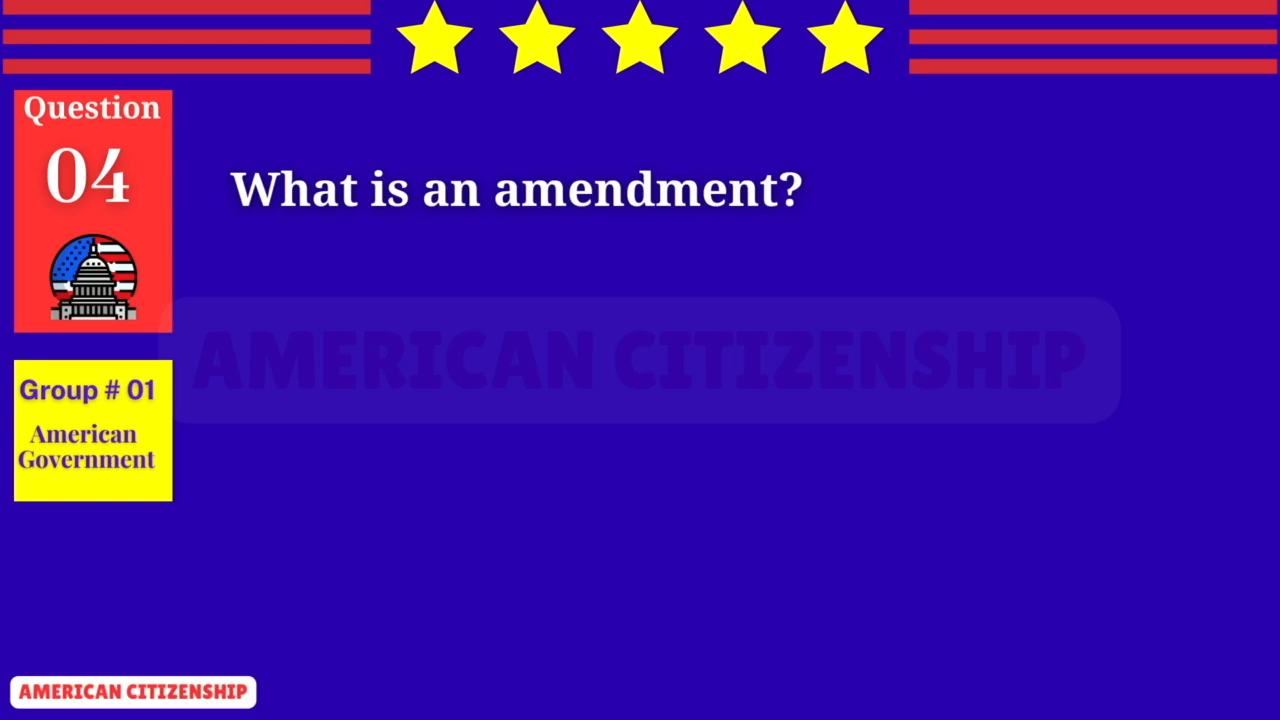 Question
04
What is an amendment?
AMERICAN CITIZENSHIP
Group # 01
American
Government
AMERICAN CITIZENSHIP